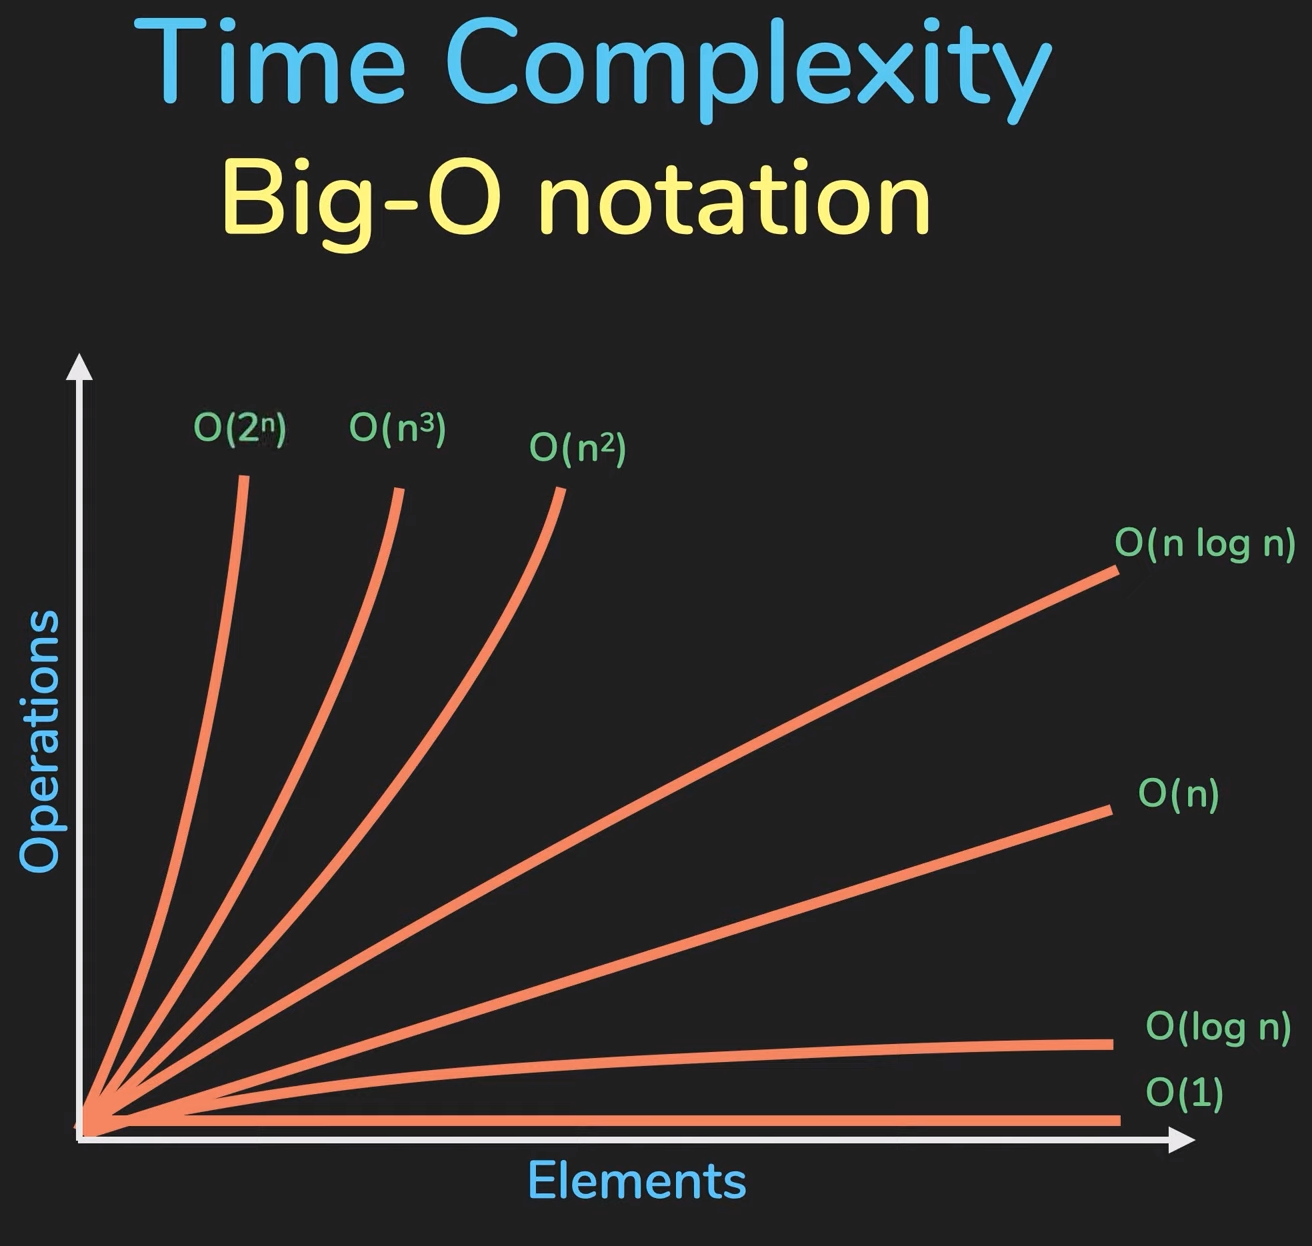 Time Complexity
Big-O notation
O(2ⁿ)
O(n³)
O(n²)
O(n log n)
O(n)
O(log n)
O(1)
Operations
Elements